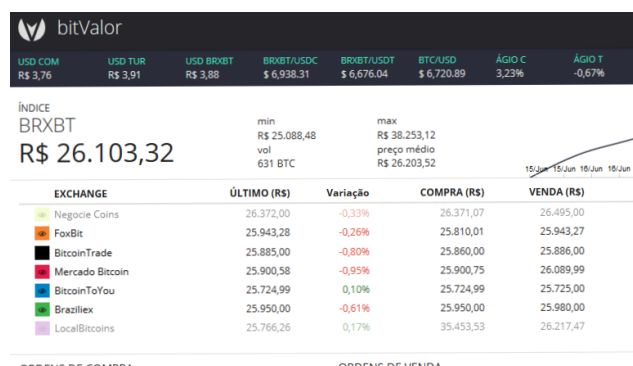 bitValor
USD COM USD TUR USD BRXBT BRXBT/USDC BRXBT/USDT BTC/USD ÁGIO C ÁGIO T
R$ 3,76 R$ 3,91 R$ 3,88 $ 6,938.31 $ 6,676.04 $ 6,720.89 3,23% -0,67%
ÍNDICE
BRXBT
R$ 26.103,32
min max
R$ 25.088,48 R$ 38.253,12
vol preço médio
631 BTC R$ 26.203,52
15/Jun 15/Jun 16/Jun 16/Jun
EXCHANGE ÚLTIMO (R$) Variação COMPRA (R$) VENDA (R$)
Negocie Coins 26.372,00 -0,33% 26.371,07 26.495,00
FoxBit 25.943,28 -0,26% 25.810,01 25.943,27
BitcoinTrade 25.885,00 -0,80% 25.860,00 25.886,00
Mercado Bitcoin 25.900,58 -0,95% 25.900,75 26.089,99
BitcoinToYou 25.724,99 0,10% 25.724,99 25.725,00
Braziliex 25.950,00 -0,61% 25.950,00 25.980,00
LocalBitcoins 25.766,26 0,17% 35.453,53 26.217,47
ORDENS DE COMPRA ORDENS DE VENDA